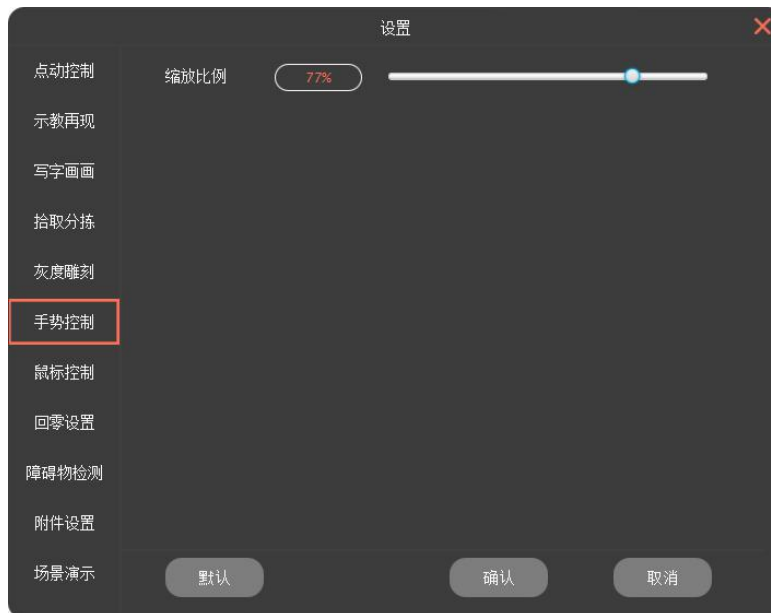 设置
点动控制
示教再现
写字画画
拾取分拣
灰度雕刻
手势控制
鼠标控制
回零设置
障碍物检测
附件设置
场景演示
缩放比例 77%
默认 确认 取消